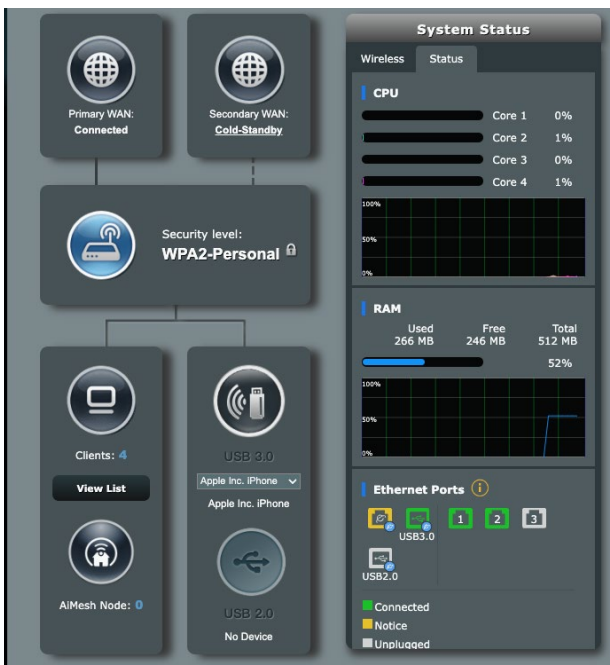 Primary WAN:
Connected
Secondary WAN:
Cold-Standby
Security level:
WPA2-Personal
Clients: 4
View List
AiMesh Node: 0
USB 3.0
Apple Inc. iPhone
Apple Inc. iPhone
USB 2.0
No Device
System Status
Wireless Status
CPU
Core 1 0%
Core 2 1%
Core 3 0%
Core 4 1%
100%
50%
0%
RAM
Used Free Total
266 MB 246 MB 512 MB
52%
100%
50%
0%
Ethernet Ports
1 2 3
USB3.0
USB2.0
Connected
Notice
Unplugged